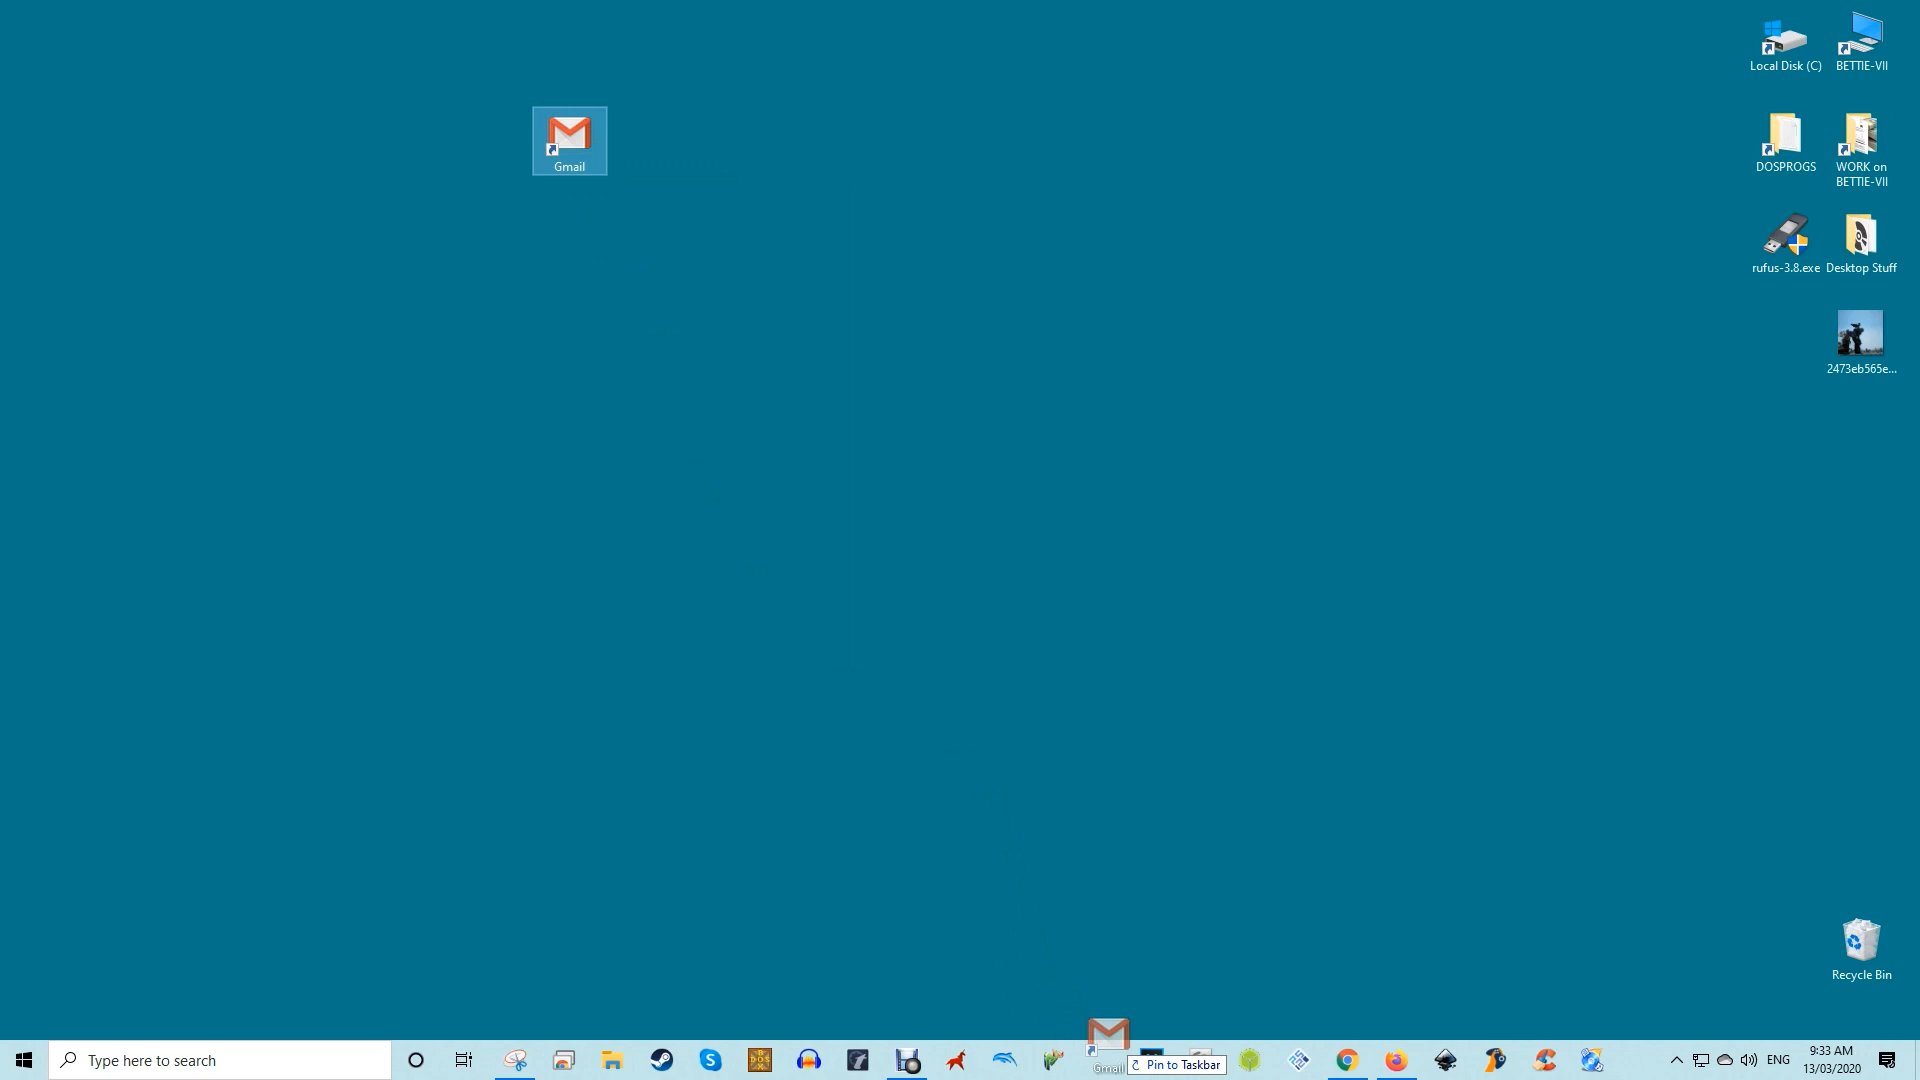 Local Disk (C)
BETTIE-VII
Gmail
DOSPROGS
WORK on
BETTIE-VII
rufus-3.8.exe
Desktop Stuff
2473eb565e...
Recycle Bin
Gmail
Pin to Taskbar
Type here to search
DOS
ENG
9:33 AM
13/03/2020